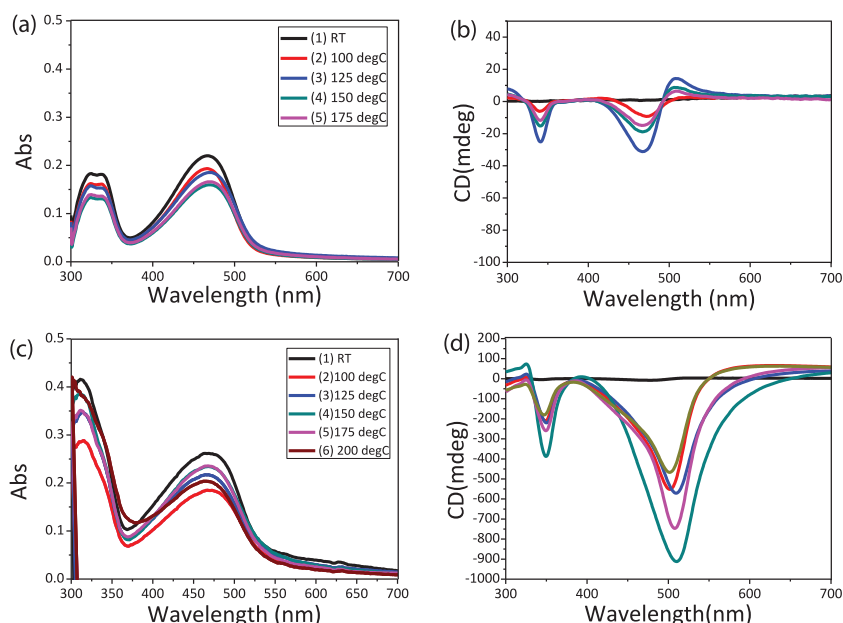 (a)
0.5
0.4
0.3
0.2
0.1
0.0
Abs
(1) RT
(2) 100 degC
(3) 125 degC
(4) 150 degC
(5) 175 degC
300 400 500 600 700
Wavelength (nm)
(b)
40
20
0
-20
-40
-60
-80
-100
CD(mdeg)
300 400 500 600 700
Wavelength (nm)
(c)
0.5
0.4
0.3
0.2
0.1
0.0
Abs
(1) RT
(2)100 degC
(3)125 degC
(4)150 degC
(5)175 degC
(6) 200 degC
300 350 400 450 500 550 600 650 700
Wavelength (nm)
(d)
200
100
0
-100
-200
-300
-400
-500
-600
-700
-800
-900
-1000
CD(mdeg)
300 400 500 600 700
Wavelength(nm)